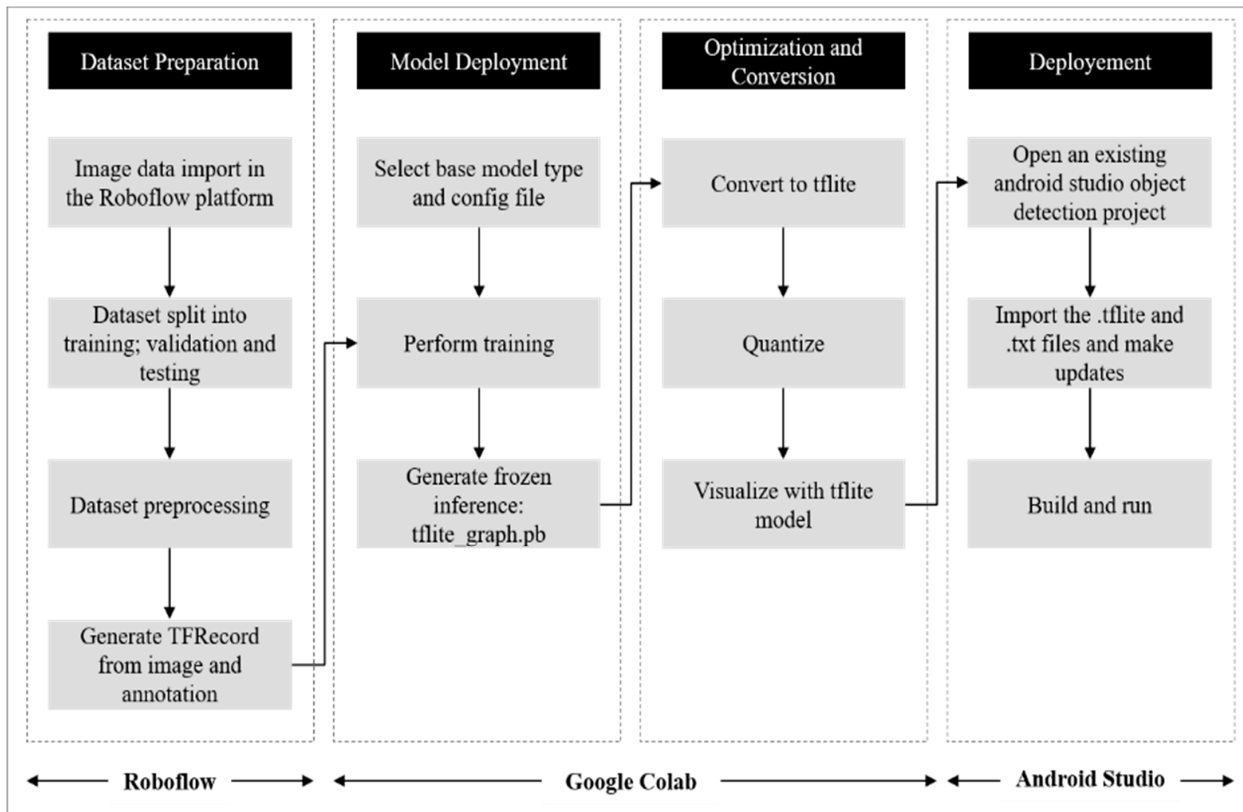 Dataset Preparation
Image data import in
the Roboflow platform
Dataset split into
training; validation and
testing
Dataset preprocessing
Generate TFRecord
from image and
annotation
Model Deployment
Select base model type
and config file
Perform training
Generate frozen
inference:
tflite_graph.pb
Optimization and
Conversion
Convert to tflite
Quantize
Visualize with tflite
model
Deployement
Open an existing
android studio object
detection project
Import the .tflite and
.txt files and make
updates
Build and run
Roboflow
Google Colab
Android Studio